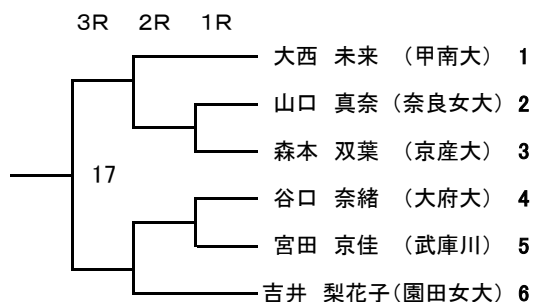 ３R ２R １R
大西 未来 （甲南大） 1
山口 真奈（奈良女大） 2
森本 双葉 （京産大） 3
17
谷口 奈緒 （大府大） 4
宮田 京佳 （武庫川） 5
吉井 梨花子（園田女大） 6